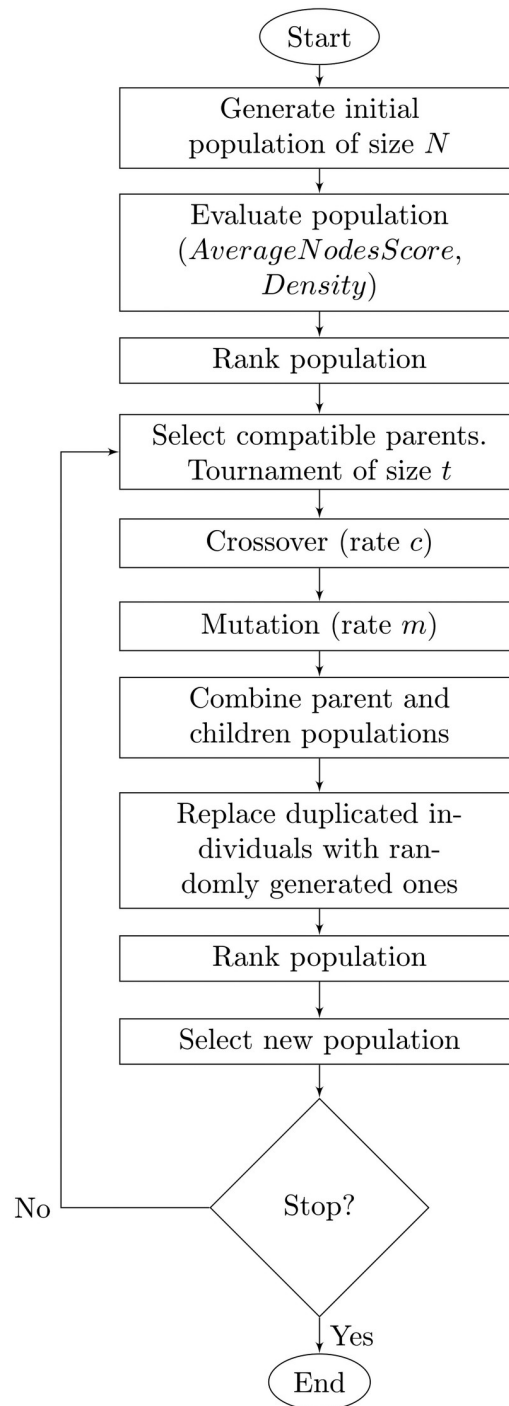 Start
Generate initial
population of size N
Evaluate population
(AverageNodesScore,
Density)
Rank population
Select compatible parents.
Tournament of size t
Crossover (rate c)
Mutation (rate m)
Combine parent and
children populations
Replace duplicated in-
dividuals with ran-
domly generated ones
Rank population
Select new population
Stop?
No
Yes
End